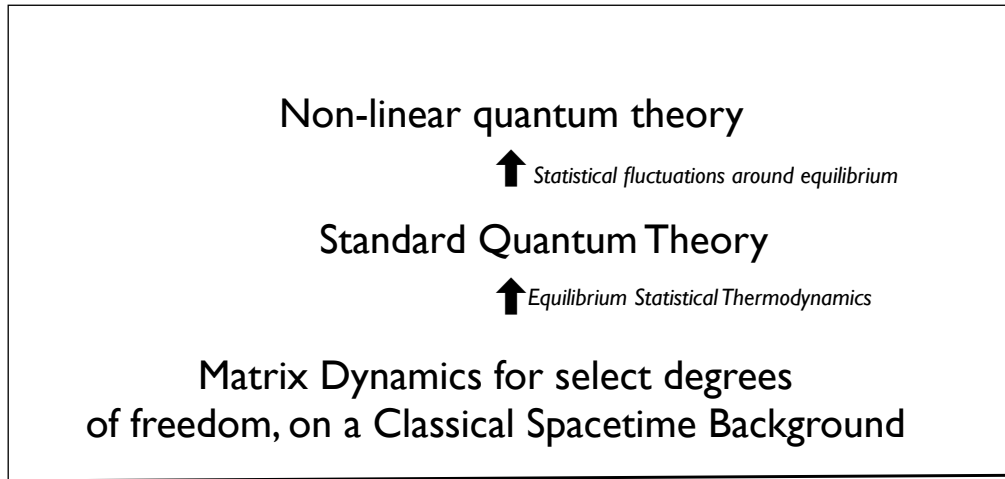 Non-linear quantum theory
Statistical fluctuations around equilibrium
Standard Quantum Theory
Equilibrium Statistical Thermodynamics
Matrix Dynamics for select degrees
of freedom, on a Classical Spacetime Background